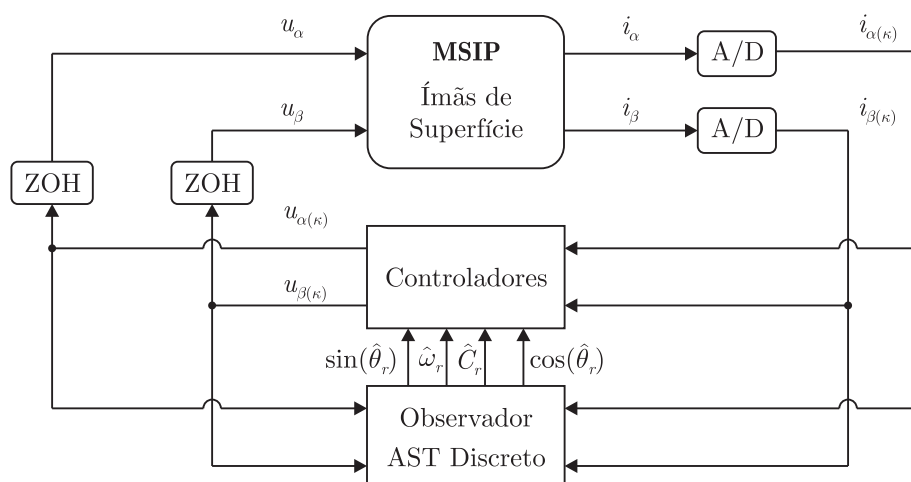 u_α
MSIP
Ímãs de
Superfície
i_α
A/D
i_α(κ)
u_β
i_β
A/D
i_β(κ)
ZOH
ZOH
u_α(κ)
Controladores
u_β(κ)
sin(θ̂_r)
ω̂_r
Ĉ_r
cos(θ̂_r)
Observador
AST Discreto